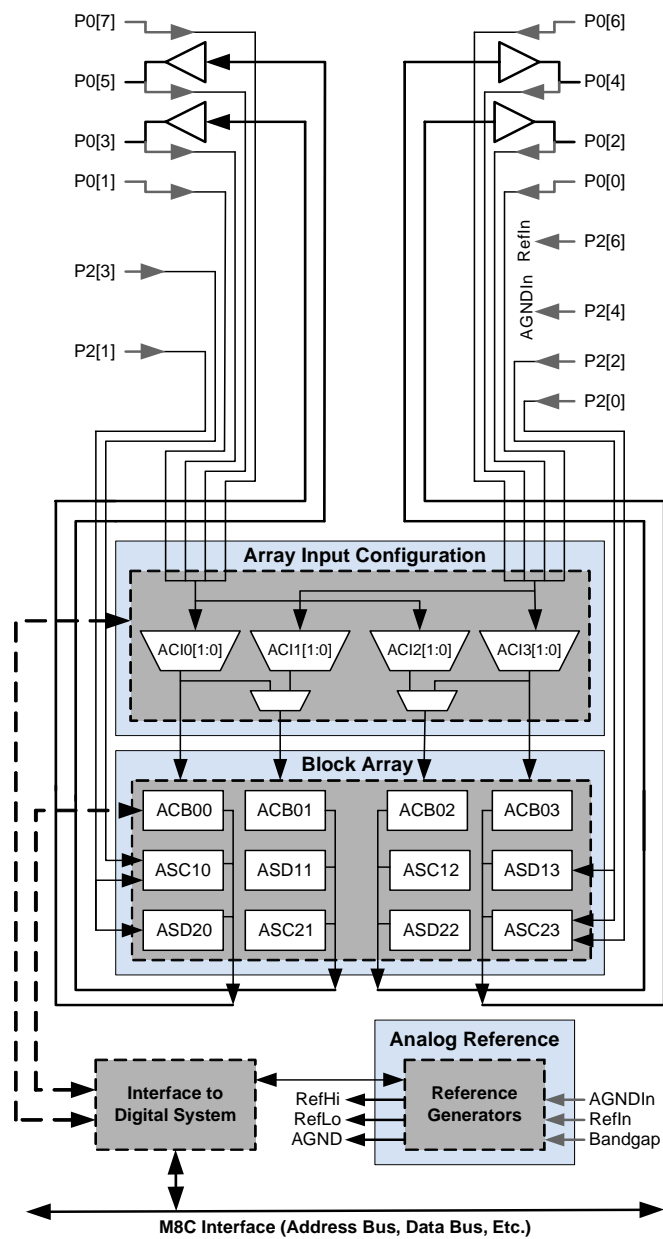 P0[7]
P0[6]
P0[5]
P0[4]
P0[3]
P0[2]
P0[1]
P0[0]
RefIn
P2[6]
P2[3]
AGNDIn
P2[4]
P2[1]
P2[2]
P2[0]
Array Input Configuration
ACI0[1:0]
ACI1[1:0]
ACI2[1:0]
ACI3[1:0]
Block Array
ACB00
ACB01
ACB02
ACB03
ASC10
ASD11
ASC12
ASD13
ASD20
ASC21
ASD22
ASC23
Analog Reference
Interface to
Digital System
RefHi
RefLo
AGND
Reference
Generators
AGNDIn
RefIn
Bandgap
M8C Interface (Address Bus, Data Bus, Etc.)